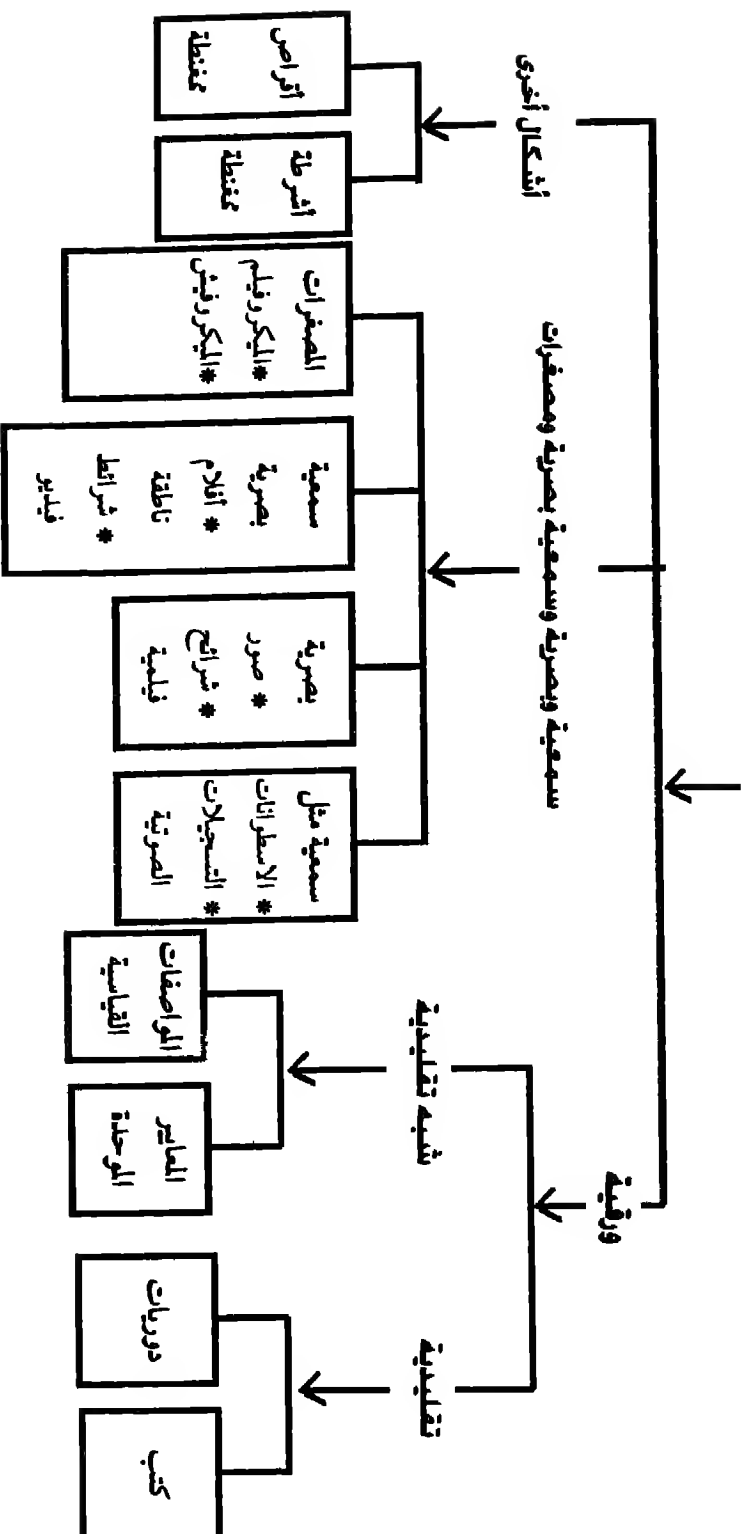 ورقية
سمعية وبصرية وسمعية بصرية ومصغرات
أشكال أخرى
تقليدية
شبه تقليدية
كتب
دوريات
المعايير
الموحدة
المواصفات
القياسية
سمعية مثل
* الاسطوانات
* التسجيلات
الصوتية
بصرية
* صور
* شرائح
فيلمية
سمعية
بصرية
* أفلام
ناطقة
* شرائط
فيديو
المصغرات
*الميكروفيلم
*الميكروفيش
أشرطة
ممغنطة
أقراص
ممغنطة